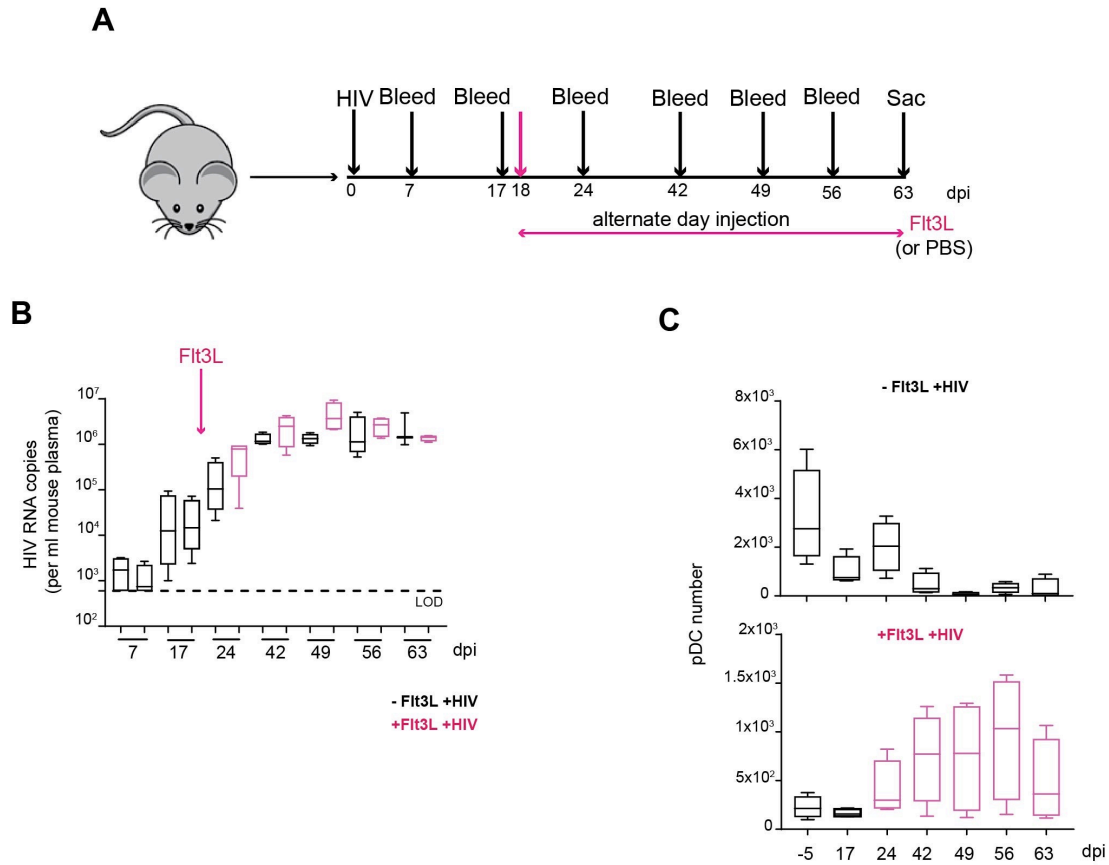 A
HIV Bleed Bleed Bleed Bleed Bleed Bleed Sac
0 7 17 18 24 42 49 56 63 dpi
alternate day injection Flt3L
(or PBS)
B
Flt3L
HIV RNA copies
(per ml mouse plasma)
10⁷
10⁶
10⁵
10⁴
10³
10²
LOD
7 17 24 42 49 56 63 dpi
- Flt3L +HIV
+Flt3L +HIV
C
- Flt3L +HIV
pDC number
8x10³
6x10³
4x10³
2x10³
0
+Flt3L +HIV
2x10³
1.5x10³
1x10³
5x10²
0
-5 17 24 42 49 56 63 dpi